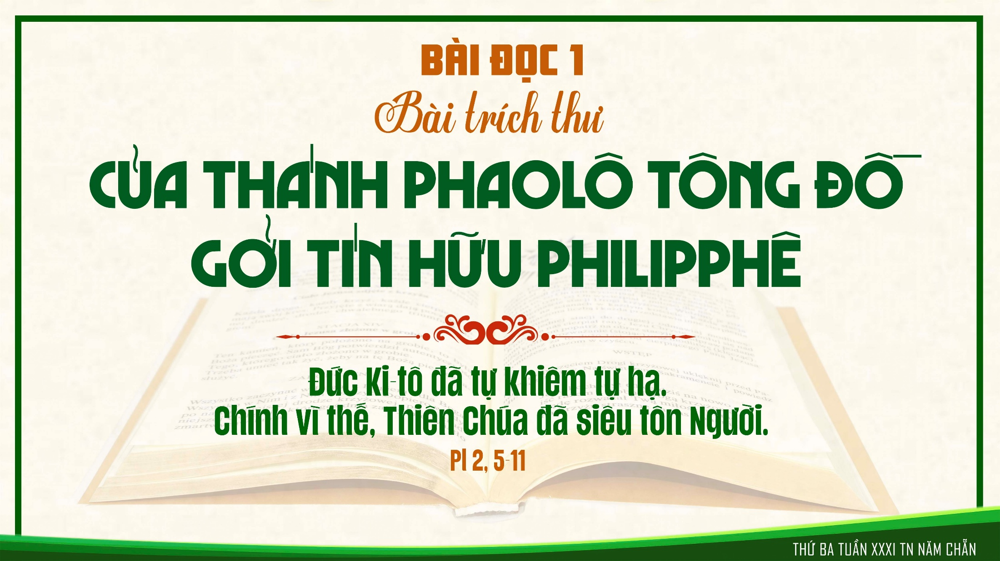 BÀI ĐỌC 1
Bài trích thư
CỦA THÁNH PHAOLÔ TÔNG ĐỒ
GỞI TÍN HỮU PHILIPPHÊ
Đức Ki-tô đã tự khiêm tự hạ.
Chính vì thế, Thiên Chúa đã siêu tôn Người.
Pl 2, 5-11
THỨ BA TUẦN XXXI TN NĂM CHẴN